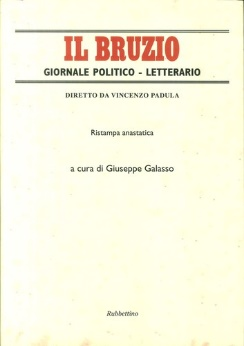 IL BRUZIO
GIORNALE POLITICO - LETTERARIO
DIRETTO DA VINCENZO PADULA
Ristampa anastatica
a cura di Giuseppe Galasso
Rubbettino